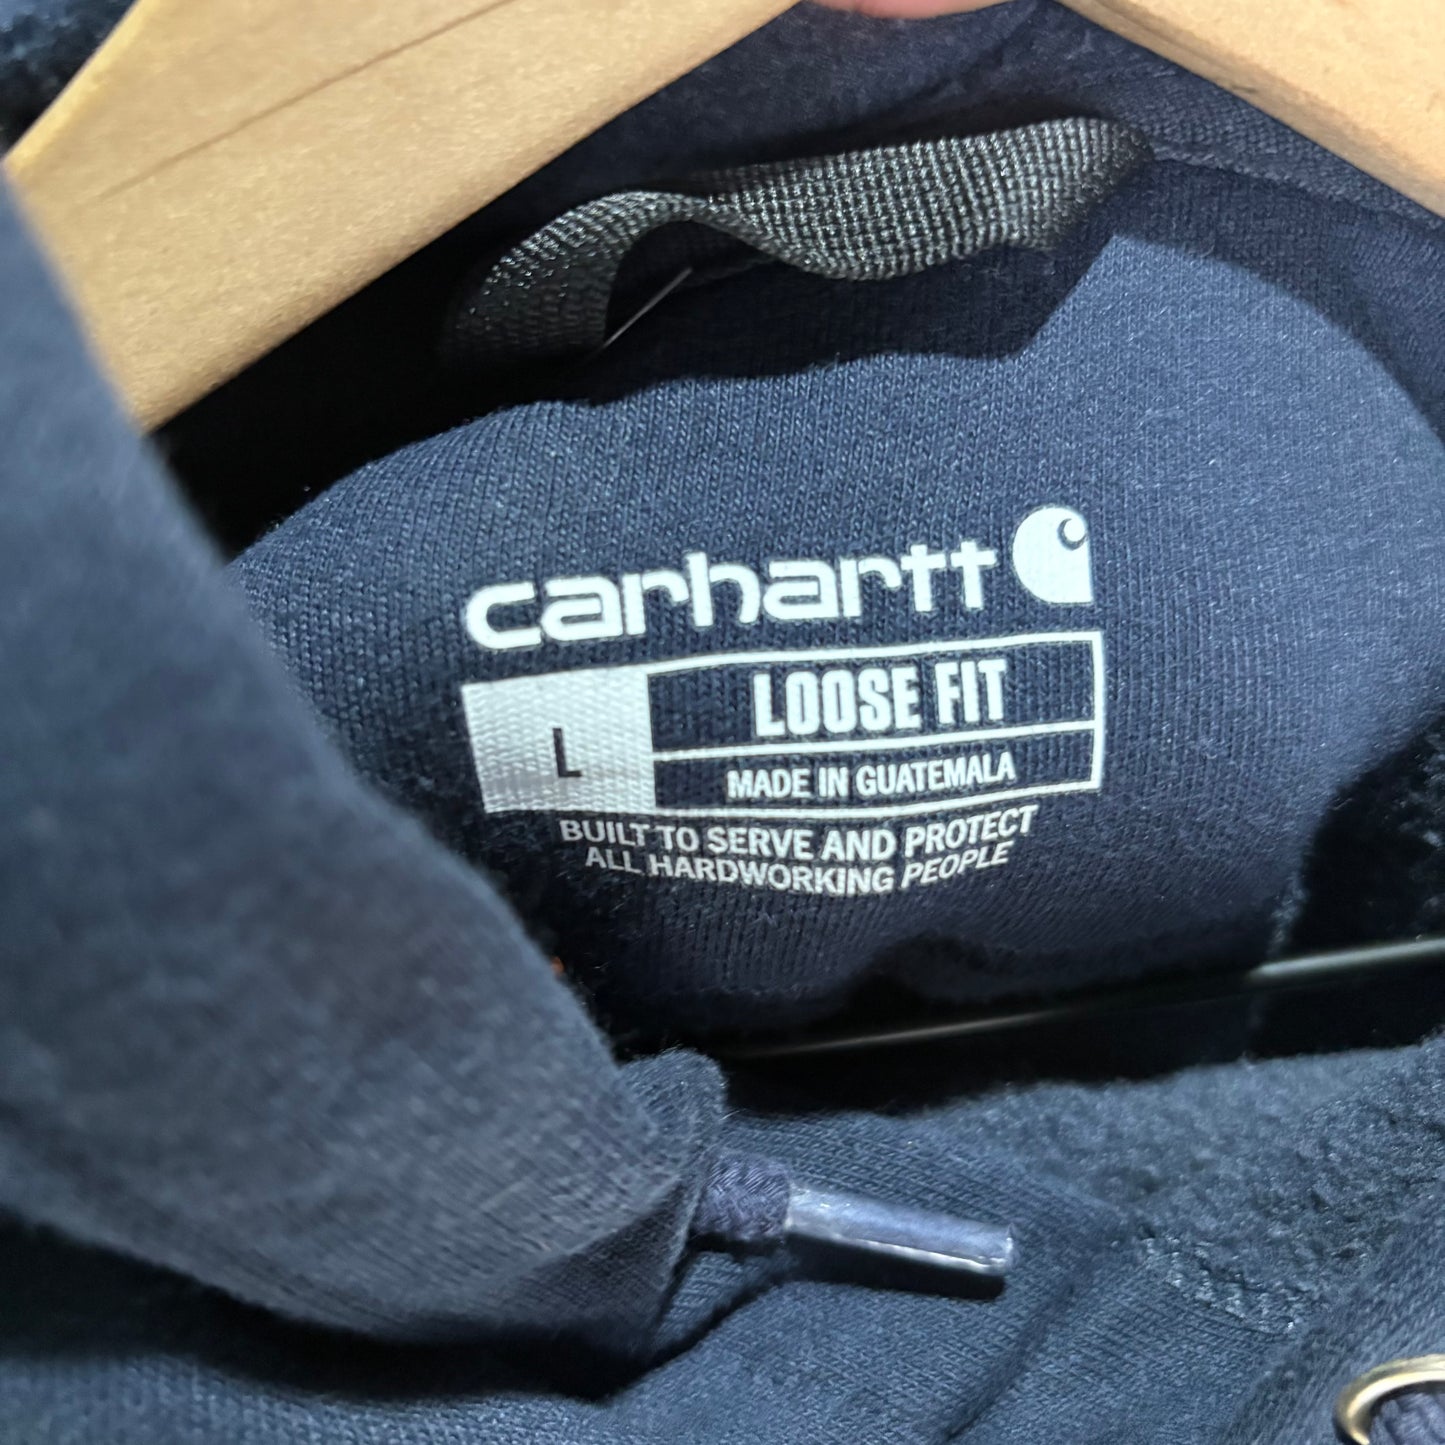 carhartt
L
LOOSE FIT
MADE IN GUATEMALA
BUILT TO SERVE AND PROTECT
ALL HARDWORKING PEOPLE